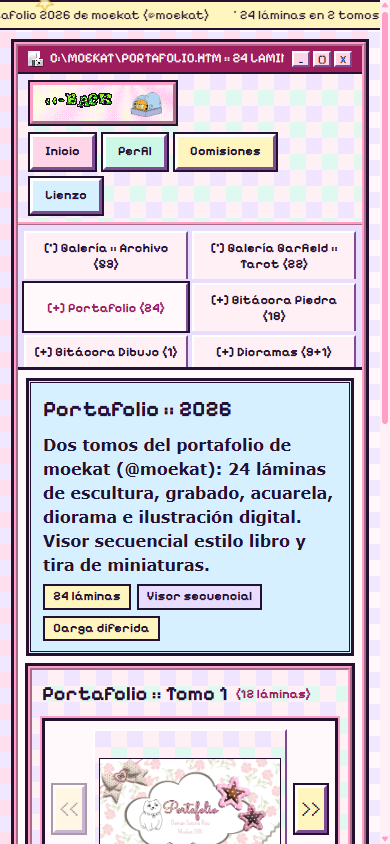 afolio 2026 de moekat (@moekat)
24 láminas en 2 tomos
C:\MOEKAT\PORTAFOLIO.HTM :: 24 LAMIN
BACK
Inicio
Perfil
Comisiones
Lienzo
(*) Galería :: Archivo
(*) Galería Garfield ::
(83)
Tarot (22)
(+) Portafolio (24)
(+) Bitácora Piedra
(18)
(+) Bitácora Dibujo (1)
(+) Dioramas (9+1)
Portafolio :: 2026
Dos tomos del portafolio de
moekat (@moekat): 24 láminas
de escultura, grabado, acuarela,
diorama e ilustración digital.
Visor secuencial estilo libro y
tira de miniaturas.
24 láminas
Visor secuencial
Carga diferida
Portafolio :: Tomo 1 (12 láminas)
<<
Portafolio
>>